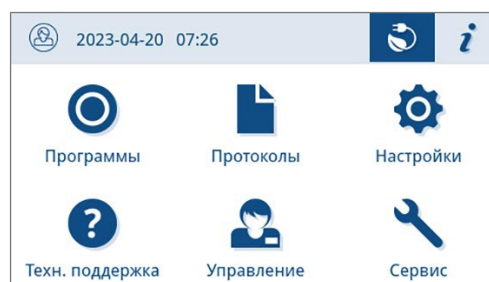 2023-04-20 07:26 i
Программы Протоколы Настройки
?
Техн. поддержка Управление Сервис